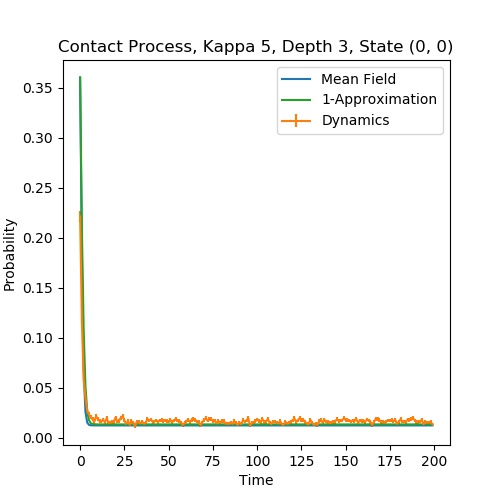 Contact Process, Kappa 5, Depth 3, State (0, 0)
Mean Field
1-Approximation
Dynamics
Probability
0.35
0.30
0.25
0.20
0.15
0.10
0.05
0.00
0 25 50 75 100 125 150 175 200
Time